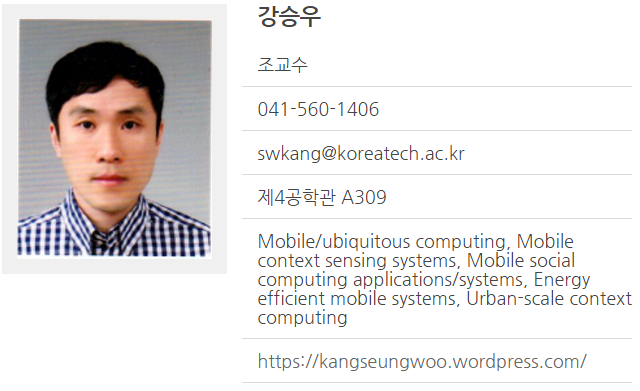 강승우
조교수
041-560-1406
swkang@koreatech.ac.kr
제4공학관 A309
Mobile/ubiquitous computing, Mobile
context sensing systems, Mobile social
computing applications/systems, Energy
efficient mobile systems, Urban-scale context
computing
https://kangseungwoo.wordpress.com/